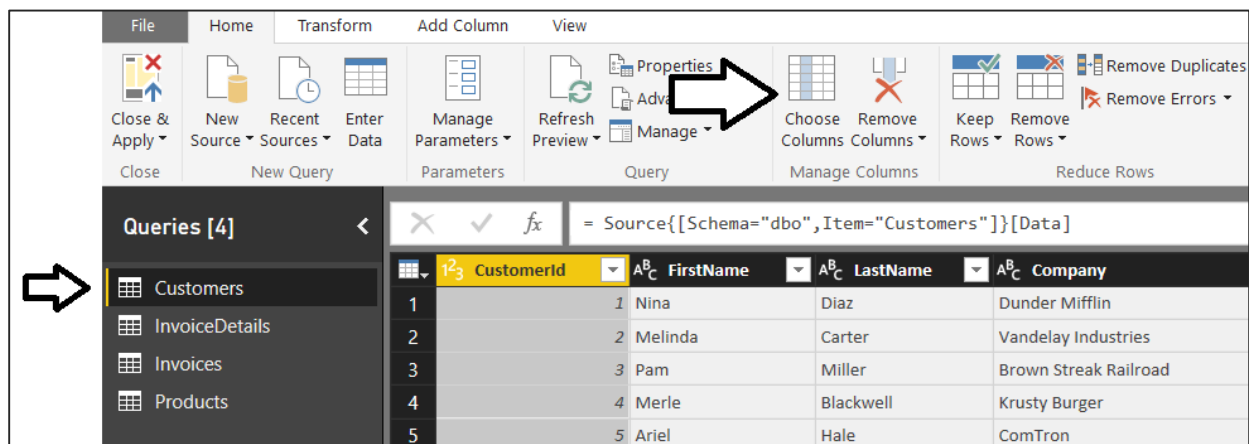 File Home Transform Add Column View
Properties
Remove Duplicates
Remove Errors
Manage
Close & Apply
New Source
Recent Sources
Enter Data
Manage Parameters
Refresh Preview
Choose Columns
Remove Columns
Keep Rows
Remove Rows
Close New Query Parameters Query Manage Columns Reduce Rows
Queries [4]
fx = Source{[Schema="dbo",Item="Customers"]}[Data]
Customers
InvoiceDetails
Invoices
Products
1 2 3 CustomerId A B C FirstName A B C LastName A B C Company
1 1 Nina Diaz Dunder Mifflin
2 2 Melinda Carter Vandelay Industries
3 3 Pam Miller Brown Streak Railroad
4 4 Merle Blackwell Krusty Burger
5 5 Ariel Hale ComTron